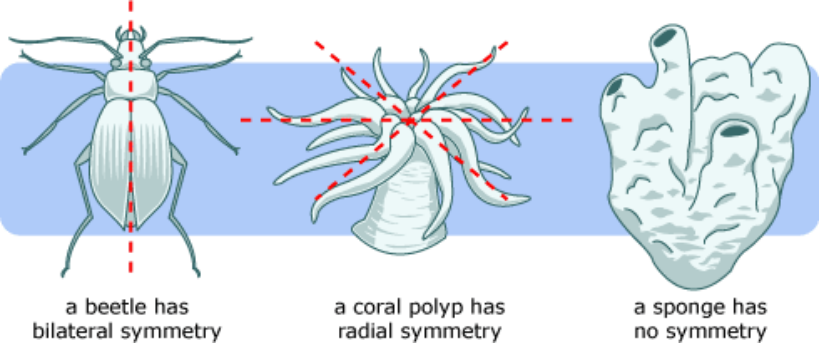 a beetle has
bilateral symmetry
a coral polyp has
radial symmetry
a sponge has
no symmetry